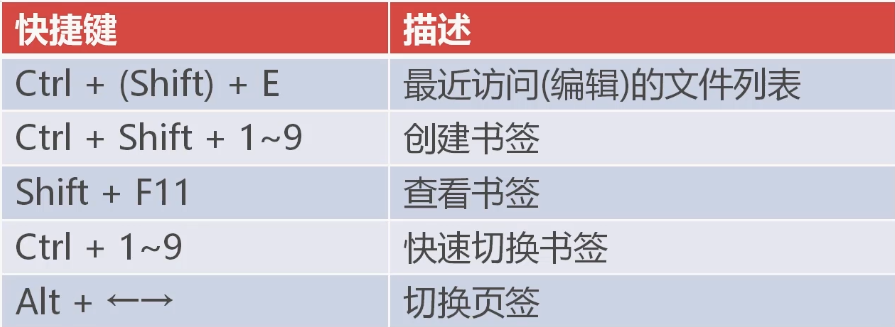 快捷键 描述
Ctrl + (Shift) + E 最近访问(编辑)的文件列表
Ctrl + Shift + 1~9 创建书签
Shift + F11 查看书签
Ctrl + 1~9 快速切换书签
Alt + ←→ 切换页签